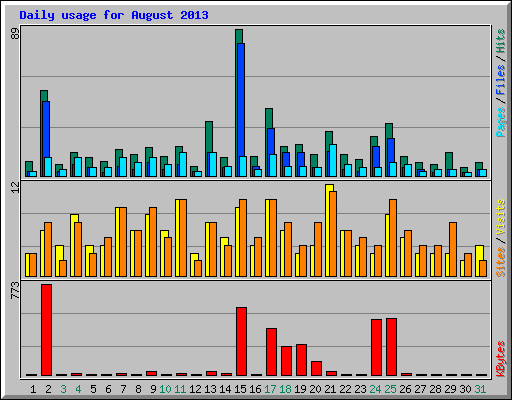 Daily usage for August 2013
89
Pages / Files / Hits
12
Sites / Visits
773
KBytes
1 2 3 4 5 6 7 8 9 10 11 12 13 14 15 16 17 18 19 20 21 22 23 24 25 26 27 28 29 30 31